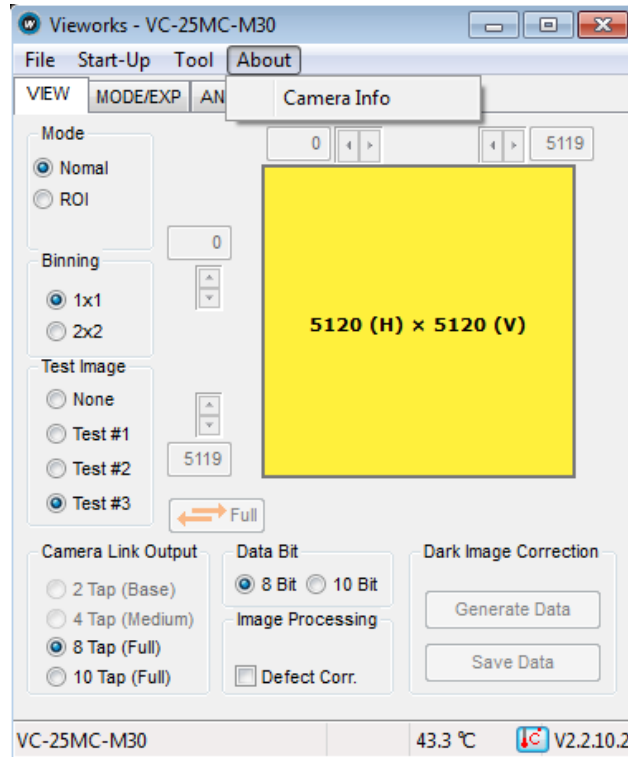 Vieworks - VC-25MC-M30
File Start-Up Tool About
VIEW MODE/EXP AN
Camera Info
Mode
0
5119
Nomal
ROI
0
Binning
1x1
2x2
5120 (H) × 5120 (V)
Test Image
None
Test #1
Test #2
5119
Test #3
Full
Camera Link Output
Data Bit
Dark Image Correction
2 Tap (Base)
8 Bit 10 Bit
4 Tap (Medium)
Image Processing
Generate Data
8 Tap (Full)
10 Tap (Full)
Defect Corr.
Save Data
VC-25MC-M30 43.3 ℃ V2.2.10.2